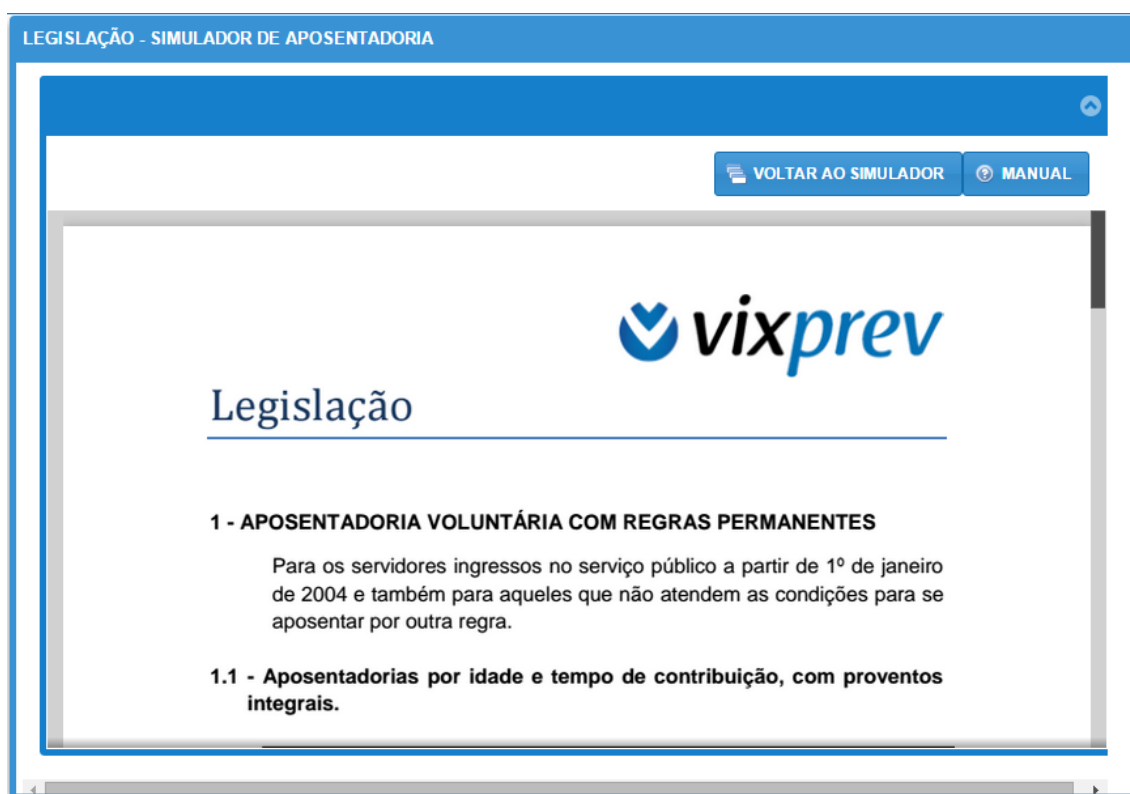 LEGISLAÇÃO - SIMULADOR DE APOSENTADORIA
VOLTAR AO SIMULADOR
MANUAL
vixprev
Legislação
1 - APOSENTADORIA VOLUNTÁRIA COM REGRAS PERMANENTES
Para os servidores ingressos no serviço público a partir de 1º de janeiro
de 2004 e também para aqueles que não atendem as condições para se
aposentar por outra regra.
1.1 - Aposentadorias por idade e tempo de contribuição, com proventos
integrais.